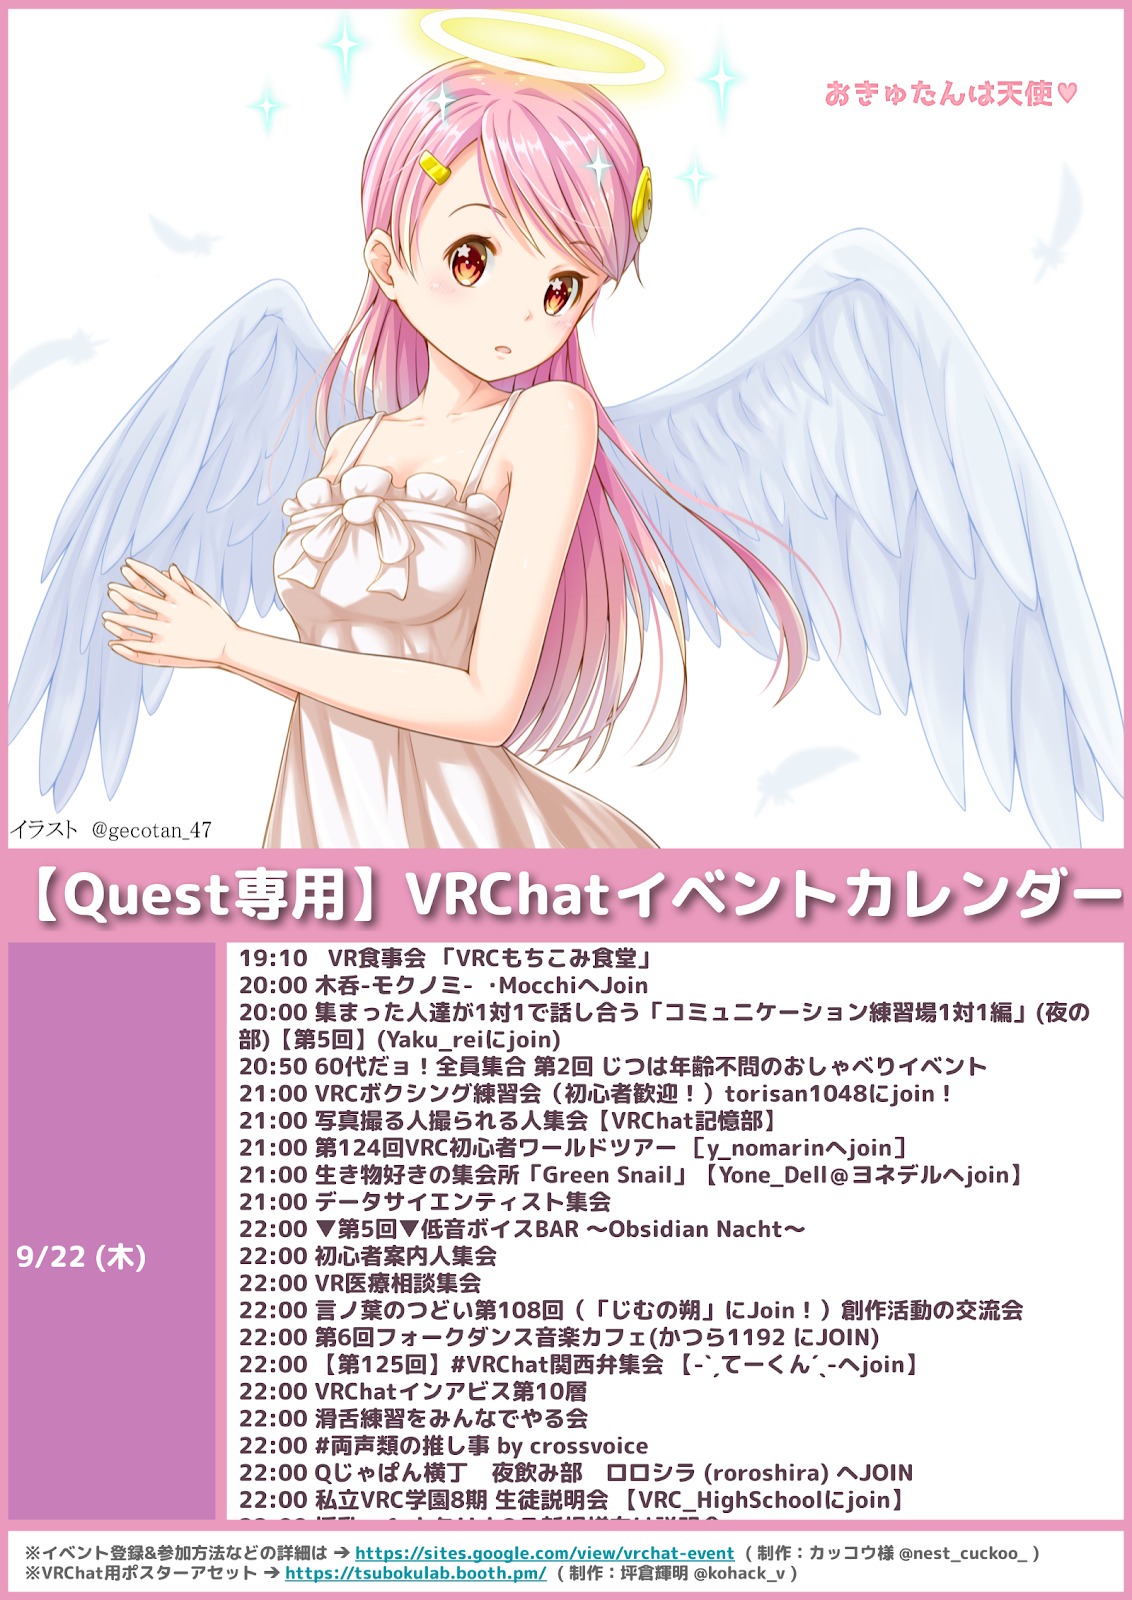 おきゅたんは天使♥
イラスト @gecotan_47
【Quest専用】VRChatイベントカレンダー
9/22 (木)
19:10 VR食事会 「VRCもちこみ食堂」
20:00 木呑-モクノミ- ・MocchiへJoin
20:00 集まった人達が1対1で話し合う「コミュニケーション練習場1対1編」(夜の
部)【第5回】(Yaku_reiにjoin)
20:50 60代だョ！全員集合 第2回 じつは年齢不問のおしゃべりイベント
21:00 VRCボクシング練習会（初心者歓迎！）torisan1048にjoin！
21:00 写真撮る人撮られる人集会【VRChat記憶部】
21:00 第124回VRC初心者ワールドツアー ［y_nomarinへjoin］
21:00 生き物好きの集会所「Green Snail」【Yone_Dell＠ヨネデルへjoin】
21:00 データサイエンティスト集会
22:00 ▼第5回▼低音ボイスBAR 〜Obsidian Nacht〜
22:00 初心者案内人集会
22:00 VR医療相談集会
22:00 言ノ葉のつどい第108回（「じむの朔」にJoin！）創作活動の交流会
22:00 第6回フォークダンス音楽カフェ(かつら1192 にJOIN)
22:00 【第125回】#VRChat関西弁集会 【-`ˏてーくん´ˎ-へjoin】
22:00 VRChatインアビス第10層
22:00 滑舌練習をみんなでやる会
22:00 #両声類の推し事 by crossvoice
22:00 Qじゃぱん横丁 夜飲み部 ロロシラ (roroshira) へJOIN
22:00 私立VRC学園8期 生徒説明会 【VRC_HighSchoolにjoin】
※イベント登録&参加方法などの詳細は → https://sites.google.com/view/vrchat-event ( 制作：カッコウ様 @nest_cuckoo_ )
※VRChat用ポスターアセット → https://tsubokulab.booth.pm/ ( 制作：坪倉輝明 @kohack_v )